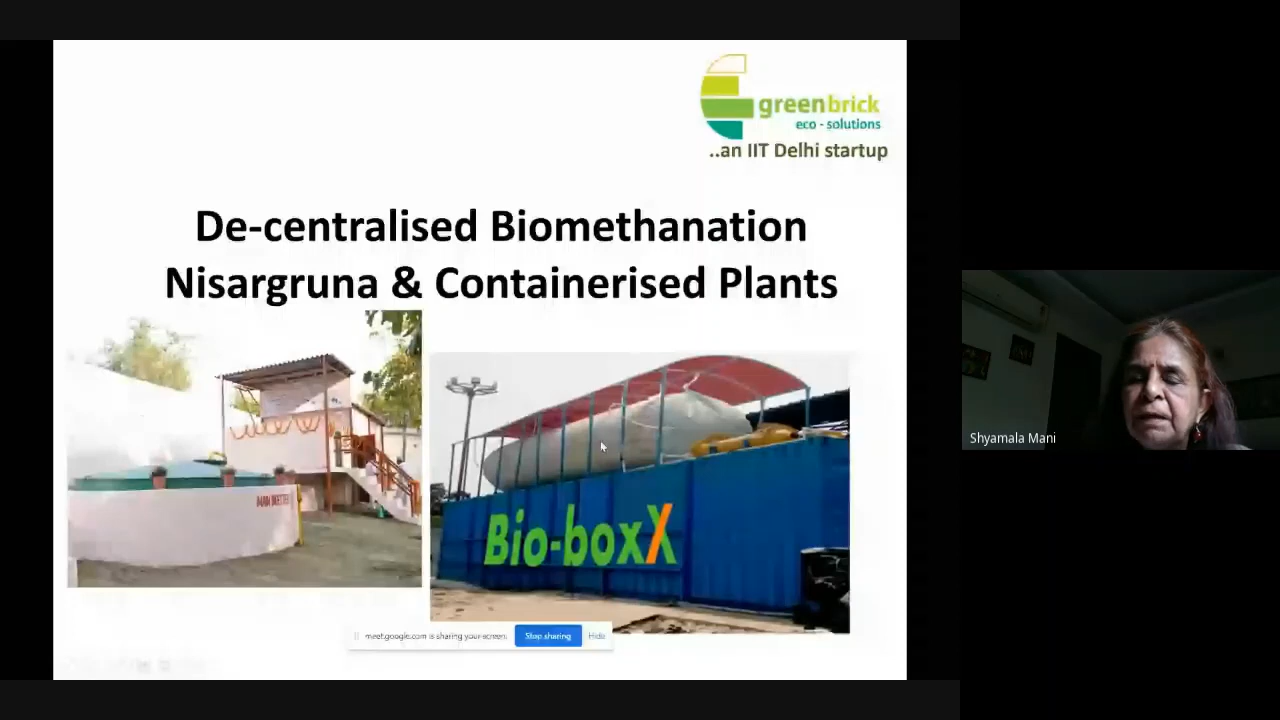 greenbrick
eco - solutions
..an IIT Delhi startup
De-centralised Biomethanation
Nisargruna & Containerised Plants
Bio-boxX
Shyamala Mani
meet.google.com is sharing your screen.
Stop sharing
Hide